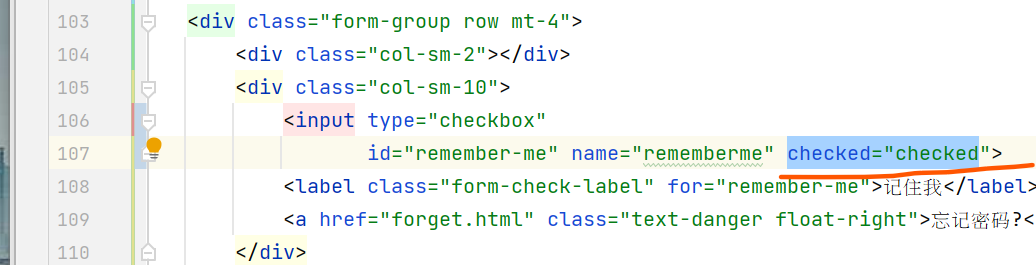 103 <div class="form-group row mt-4">
104 <div class="col-sm-2"></div>
105 <div class="col-sm-10">
106 <input type="checkbox"
107 id="remember-me" name="rememberme" checked="checked">
108 <label class="form-check-label" for="remember-me">记住我</label>
109 <a href="forget.html" class="text-danger float-right">忘记密码?<
110 </div>